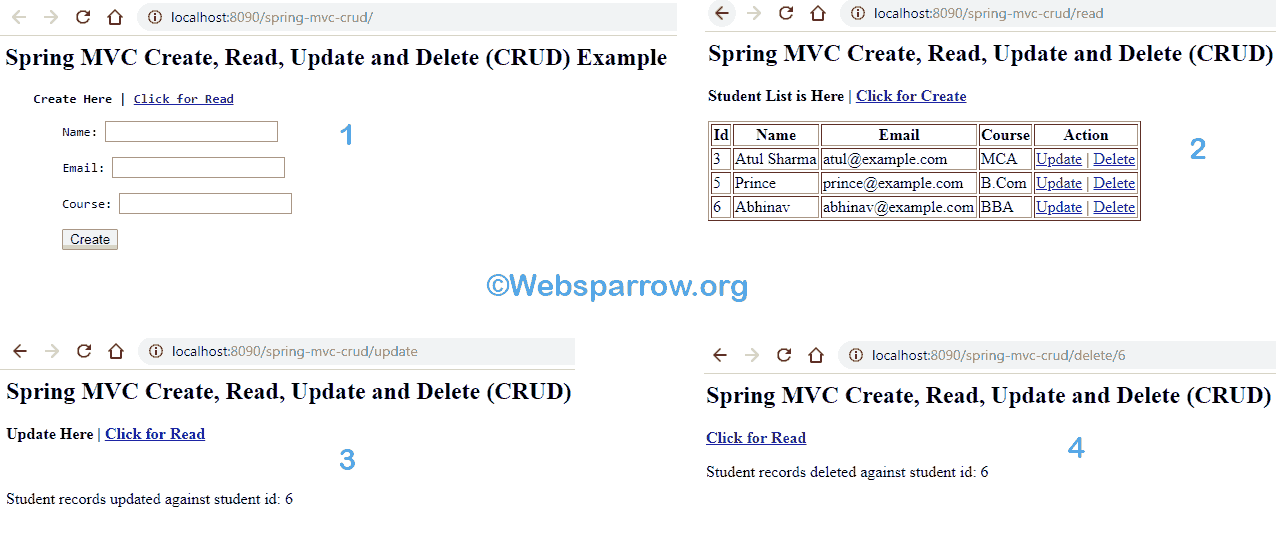 localhost:8090/spring-mvc-crud/
Spring MVC Create, Read, Update and Delete (CRUD) Example
Create Here | Click for Read
Name:
1
Email:
Course:
Create
localhost:8090/spring-mvc-crud/read
Spring MVC Create, Read, Update and Delete (CRUD)
Student List is Here | Click for Create
Id Name Email Course Action
3 Atul Sharma atul@example.com MCA Update | Delete
5 Prince prince@example.com B.Com Update | Delete
6 Abhinav abhinav@example.com BBA Update | Delete
2
©Websparrow.org
localhost:8090/spring-mvc-crud/update
Spring MVC Create, Read, Update and Delete (CRUD)
Update Here | Click for Read
3
Student records updated against student id: 6
localhost:8090/spring-mvc-crud/delete/6
Spring MVC Create, Read, Update and Delete (CRUD)
Click for Read
4
Student records deleted against student id: 6